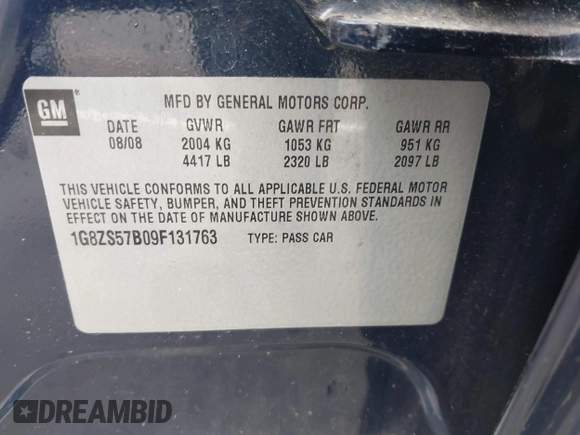 GM ®
MFD BY GENERAL MOTORS CORP.
DATE GVWR GAWR FRT GAWR RR
08/08 2004 KG 1053 KG 951 KG
4417 LB 2320 LB 2097 LB
THIS VEHICLE CONFORMS TO ALL APPLICABLE U.S. FEDERAL MOTOR
VEHICLE SAFETY, BUMPER, AND THEFT PREVENTION STANDARDS IN
EFFECT ON THE DATE OF MANUFACTURE SHOWN ABOVE.
1G8ZS57B09F131763 TYPE: PASS CAR
DREAMBID